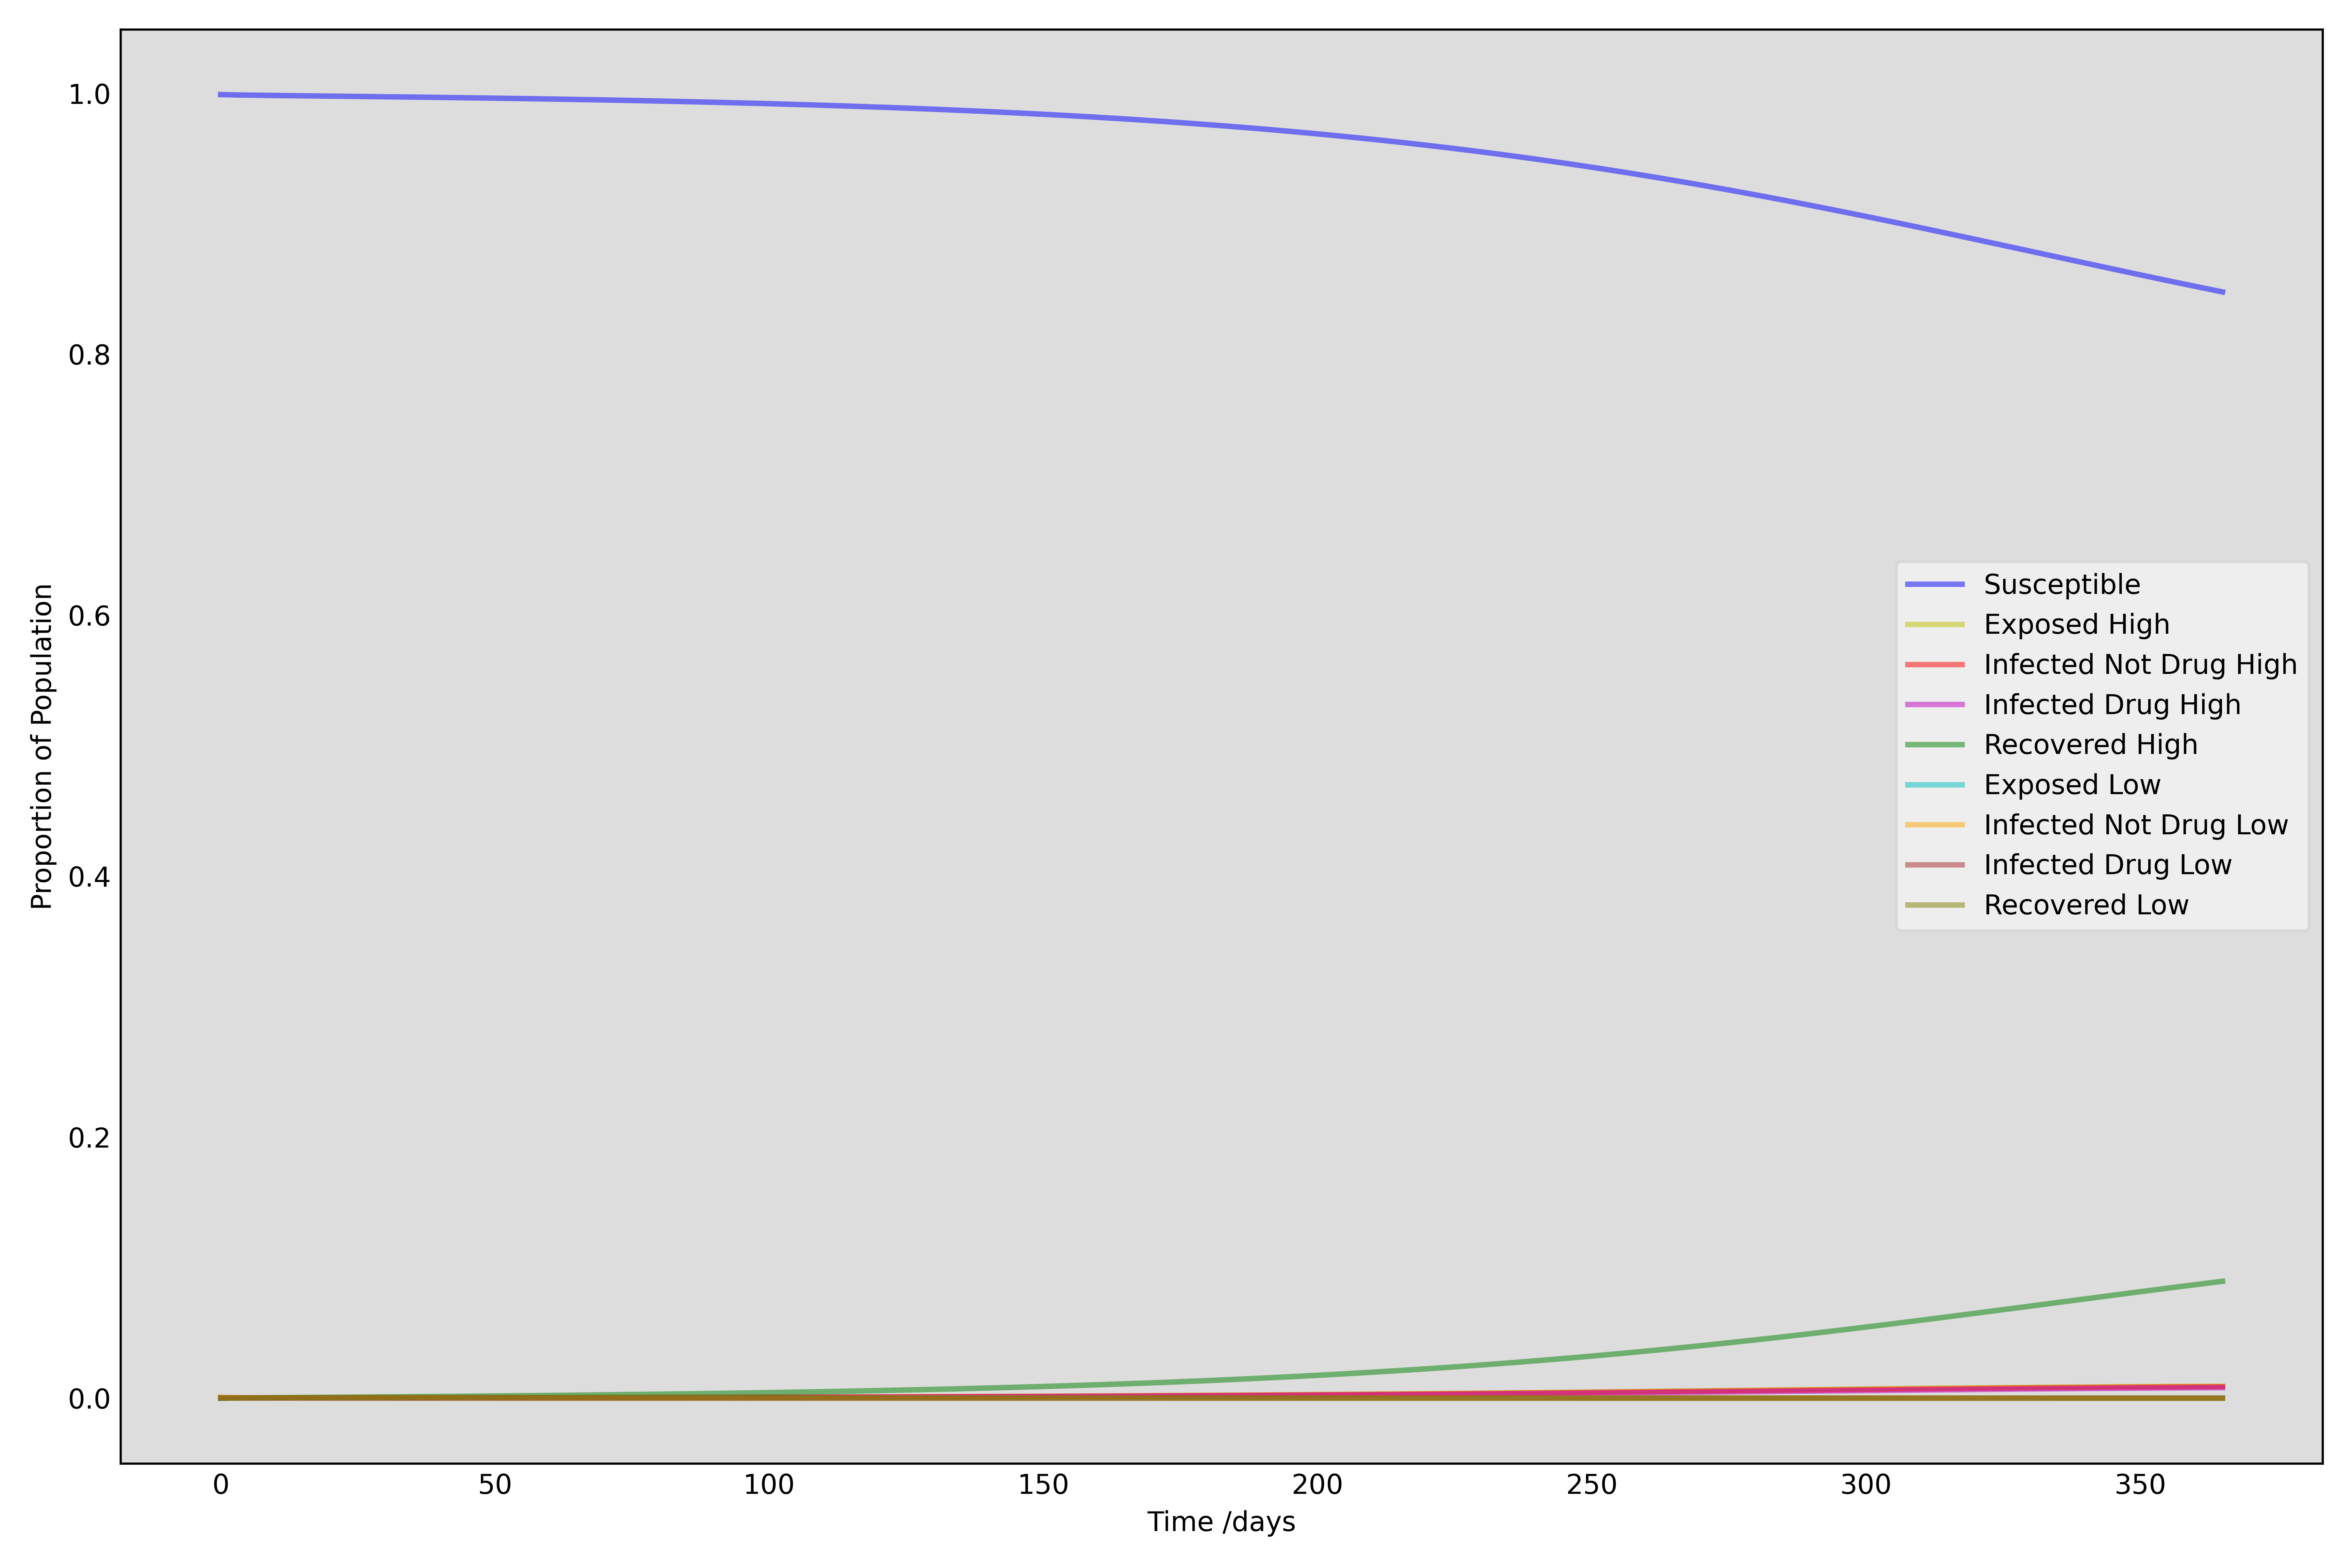 1.0
0.8
0.6
0.4
0.2
0.0
Proportion of Population
Susceptible
Exposed High
Infected Not Drug High
Infected Drug High
Recovered High
Exposed Low
Infected Not Drug Low
Infected Drug Low
Recovered Low
0 50 100 150 200 250 300 350
Time /days